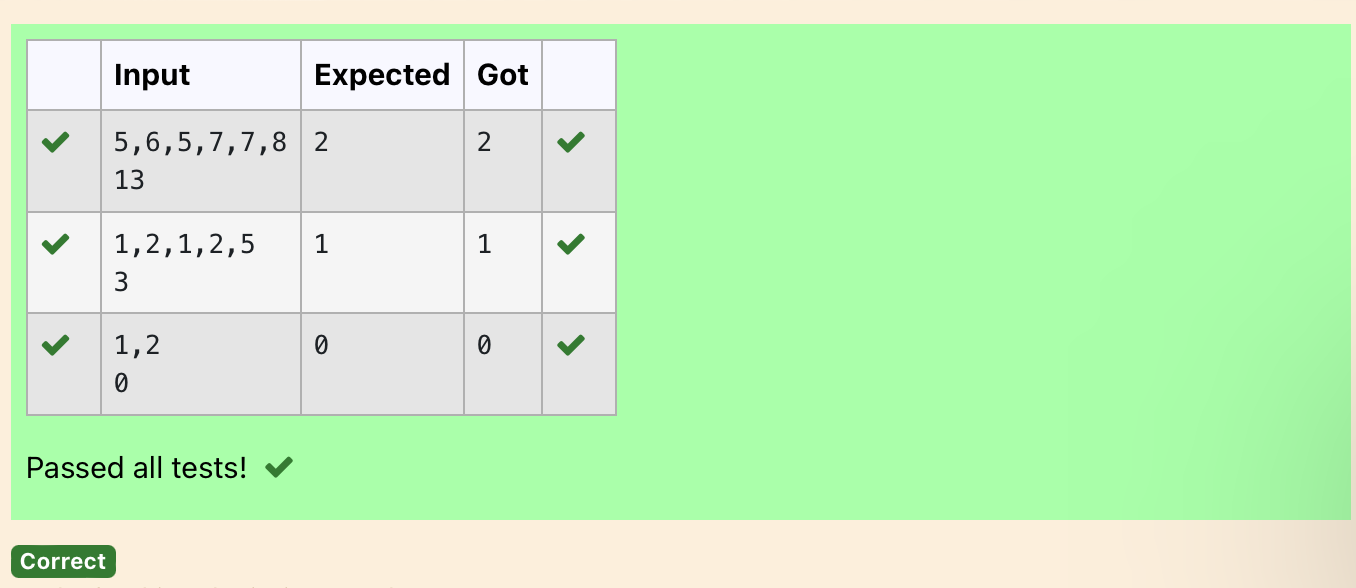 Input Expected Got
5,6,5,7,7,8 2 2
13
1,2,1,2,5 1 1
3
1,2 0 0
0
Passed all tests!
Correct